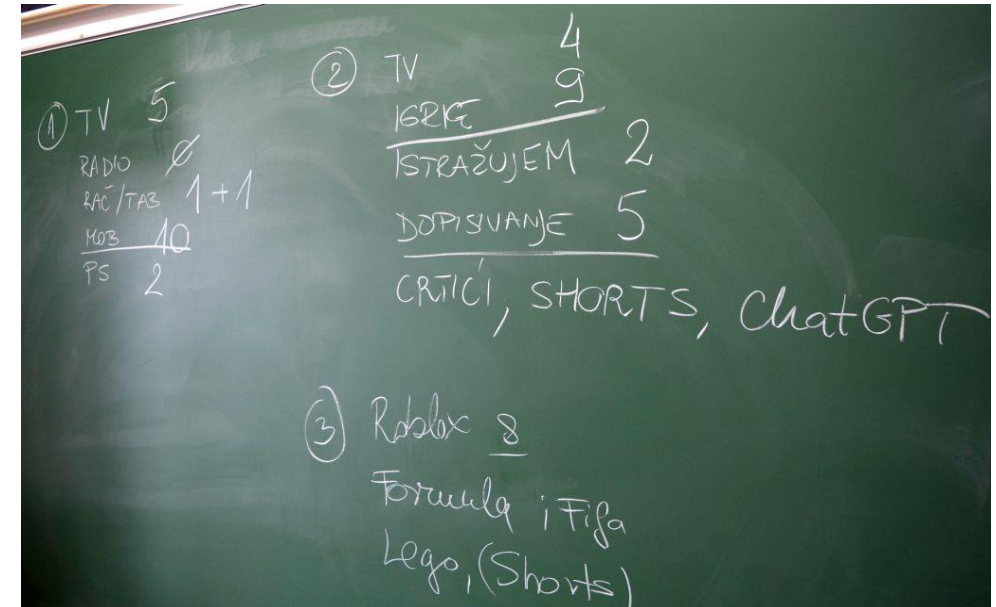 ① TV 5
RADIO Ø
RAČ/TAB 1+1
MOB 10
PS 2
② TV 4
IGRICE 9
ISTRAŽUJEM 2
DOPISIVANJE 5
CRTIĆI, SHORTS, ChatGPT
③ Roblox 8
Formula i Fifa
Lego, (Shorts)